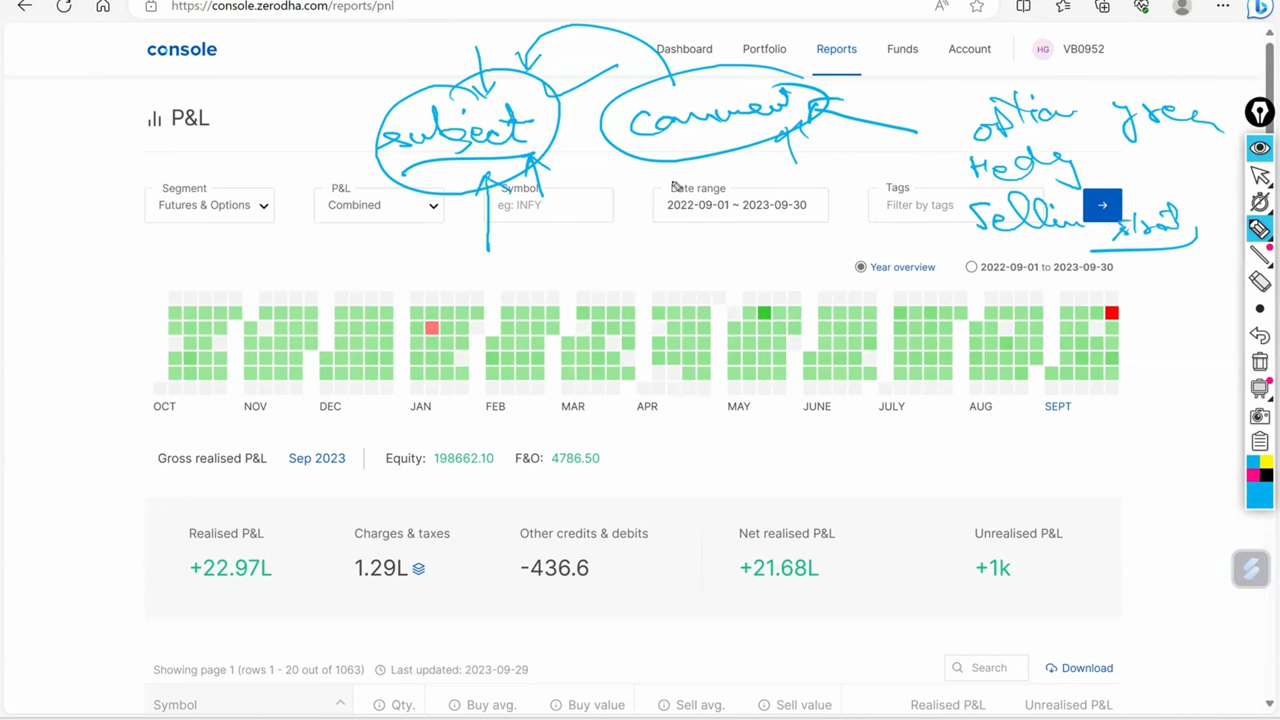 https://console.zerodha.com/reports/pnl
console Dashboard Portfolio Reports Funds Account HG VB0952
P&L
subject comment
option green
Hedg
Sellin
Segment P&L Symbol Date range Tags
Futures & Options Combined eg: INFY 2022-09-01 ~ 2023-09-30 Filter by tags
Year overview 2022-09-01 to 2023-09-30
OCT NOV DEC JAN FEB MAR APR MAY JUNE JULY AUG SEPT
Gross realised P&L Sep 2023 Equity: 198662.10 F&O: 4786.50
Realised P&L Charges & taxes Other credits & debits Net realised P&L Unrealised P&L
+22.97L 1.29L -436.6 +21.68L +1k
Showing page 1 (rows 1 - 20 out of 1063) Last updated: 2023-09-29 Search Download
Symbol Qty. Buy avg. Buy value Sell avg. Sell value Realised P&L Unrealised P&L